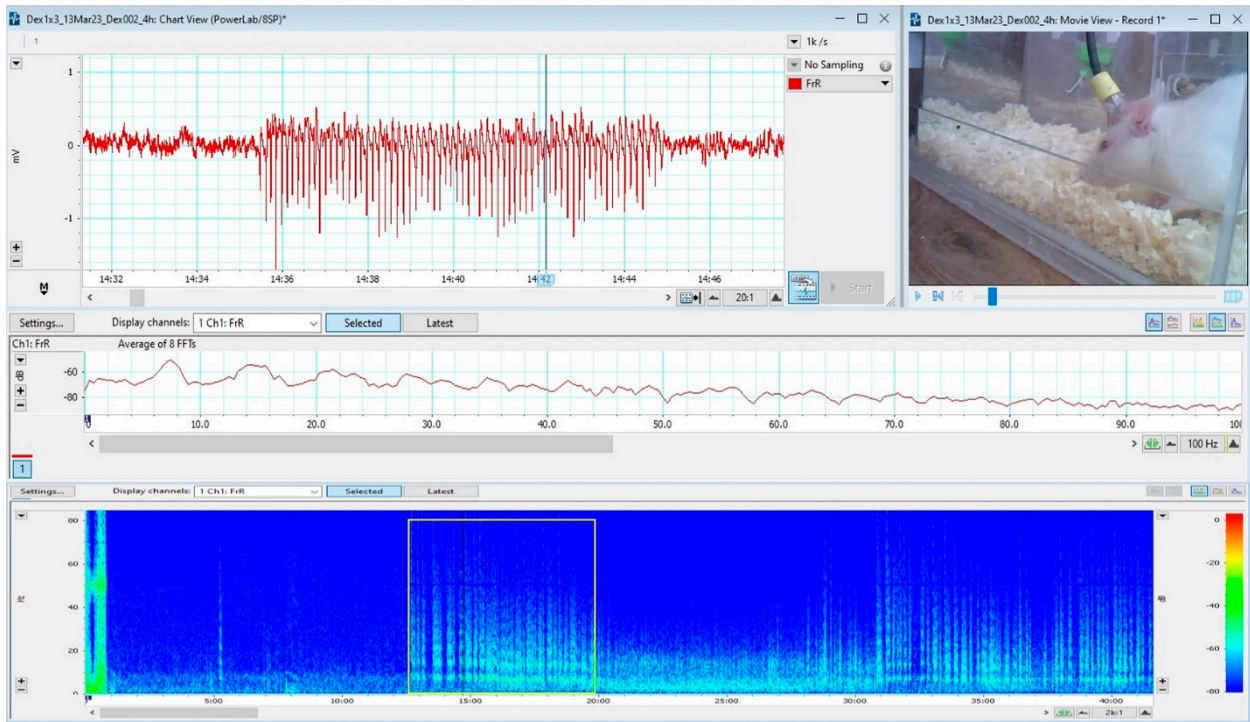 Dex1x3_13Mar23_Dex002_4h: Chart View (PowerLab/8SP)*
1
1k /s
No Sampling
FrR
1
0
-1
mV
14:32 14:34 14:36 14:38 14:40 14:42 14:44 14:46
M
20:1
Start
Dex1x3_13Mar23_Dex002_4h: Movie View - Record 1*
Settings... Display channels: 1 Ch1: FrR Selected Latest
Ch1: FrR Average of 8 FFTs
dB
-60
-80
0 10.0 20.0 30.0 40.0 50.0 60.0 70.0 80.0 90.0 100
100 Hz
1
Settings... Display channels: 1 Ch1: FrR Selected Latest
80
60
40
20
0
Hz
5:00 10:00 15:00 20:00 25:00 30:00 35:00 40:00
2k:1
dB
0
-20
-40
-60
-80